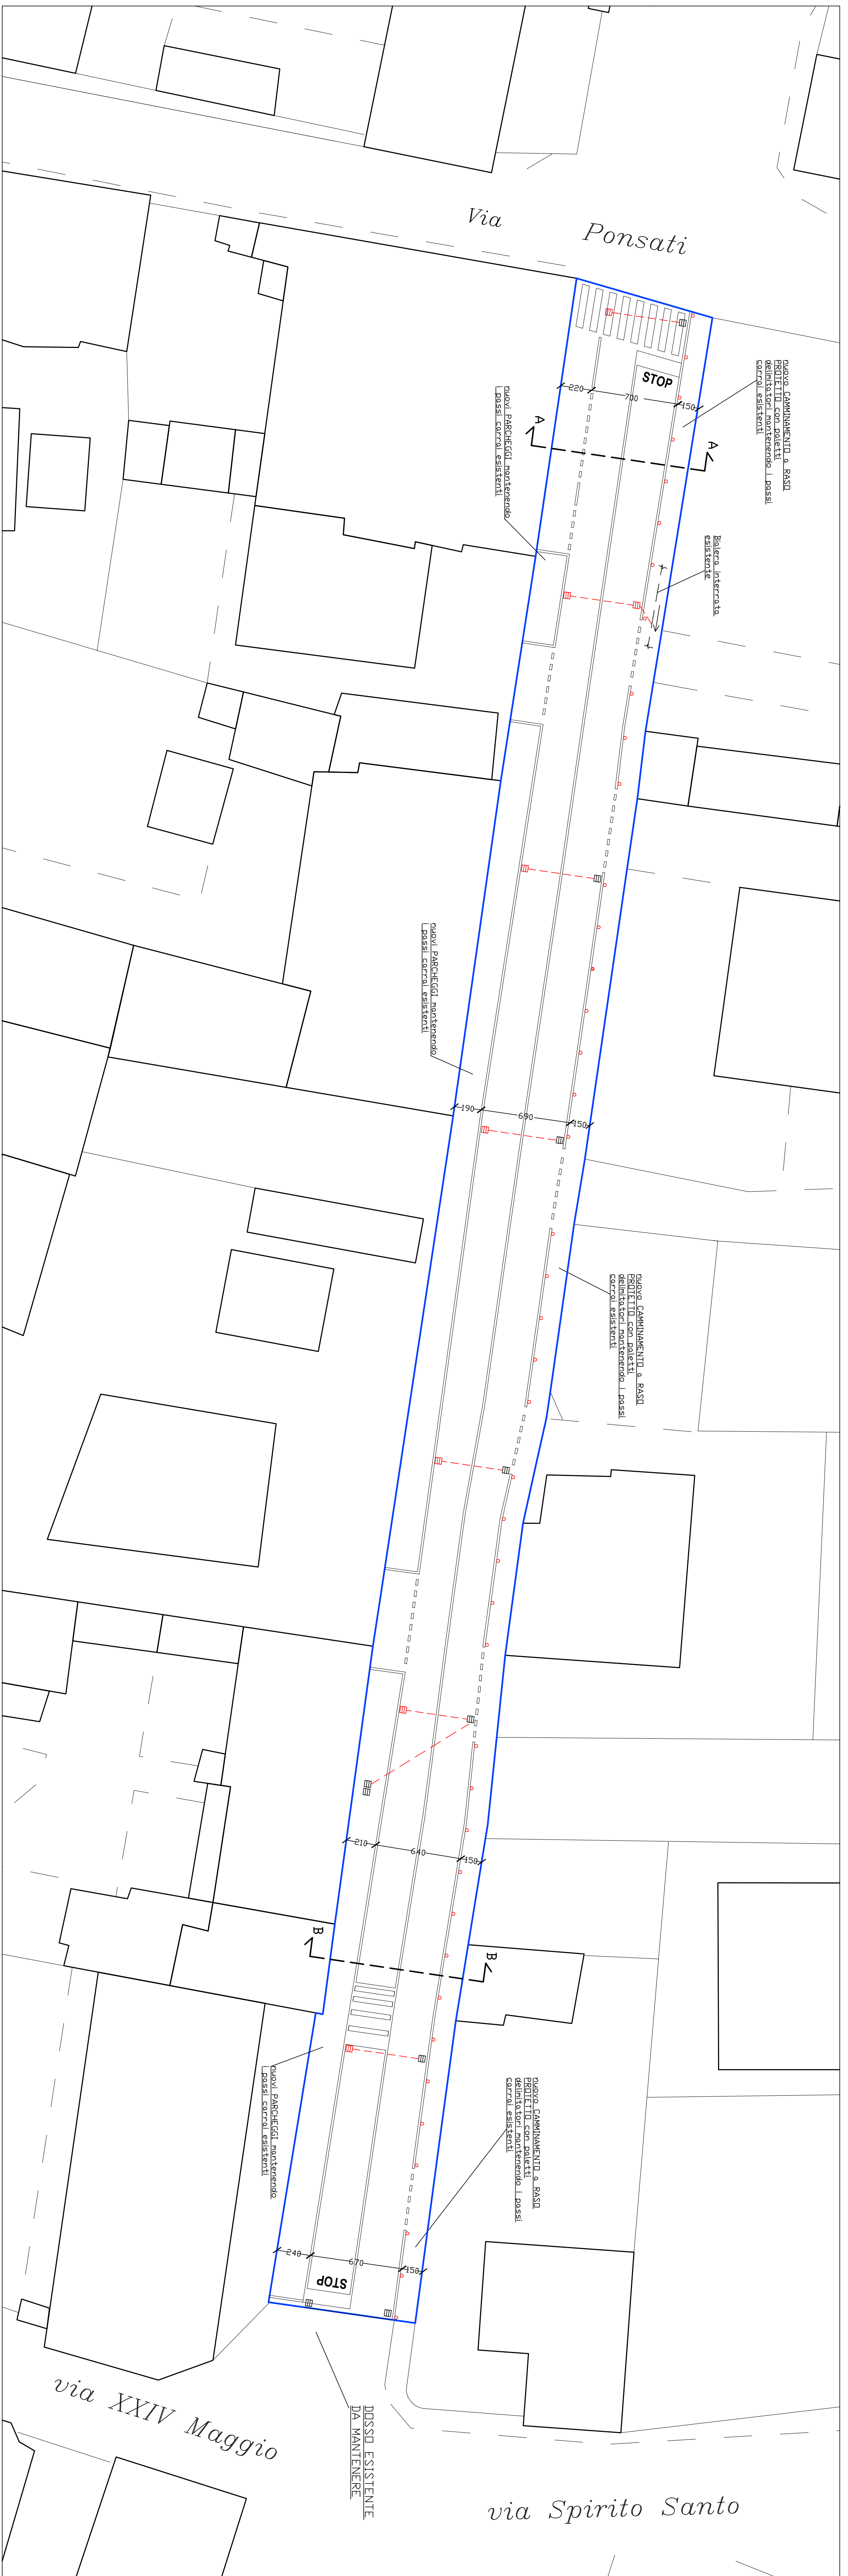 Via Ponsati
STOP
220
700
150
nuovo CAMMINAMENTO a RASO
PROTETTO con paletti
delimitatori mantenendo i passi
carrai esistenti
A
A
nuovi PARCHEGGI mantenendo
i passi carrai esistenti
Bialera interrata
esistente
nuovi PARCHEGGI mantenendo
i passi carrai esistenti
190
690
150
nuovo CAMMINAMENTO a RASO
PROTETTO con paletti
delimitatori mantenendo i passi
carrai esistenti
210
640
150
B
B
nuovi PARCHEGGI mantenendo
i passi carrai esistenti
nuovo CAMMINAMENTO a RASO
PROTETTO con paletti
delimitatori mantenendo i passi
carrai esistenti
240
670
150
STOP
DOSSO ESISTENTE
DA MANTENERE
via XXIV Maggio
via Spirito Santo